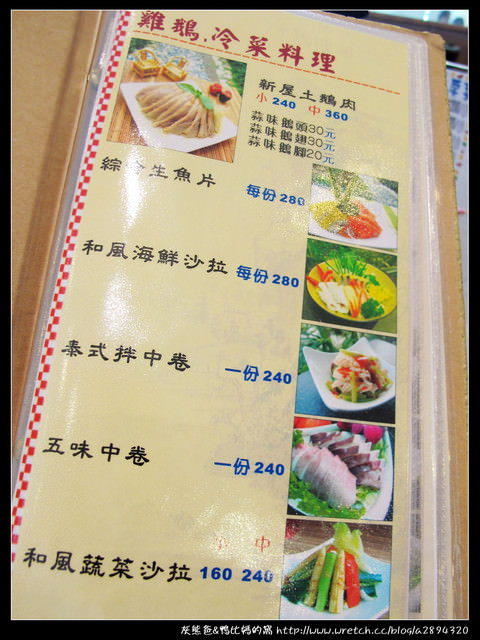 雞鵝.冷菜料理
新屋土鵝肉
小 240 中 360
蒜味鵝頭30元
蒜味鵝翅30元
蒜味鵝腳20元
綜合生魚片
每份 280
和風海鮮沙拉 每份 280
泰式拌中卷 一份 240
五味中卷 一份 240
小 中
和風蔬菜沙拉 160 240
灰熊爸&鴨比媽的窩 http://www.wretch.cc/blog/a2894320